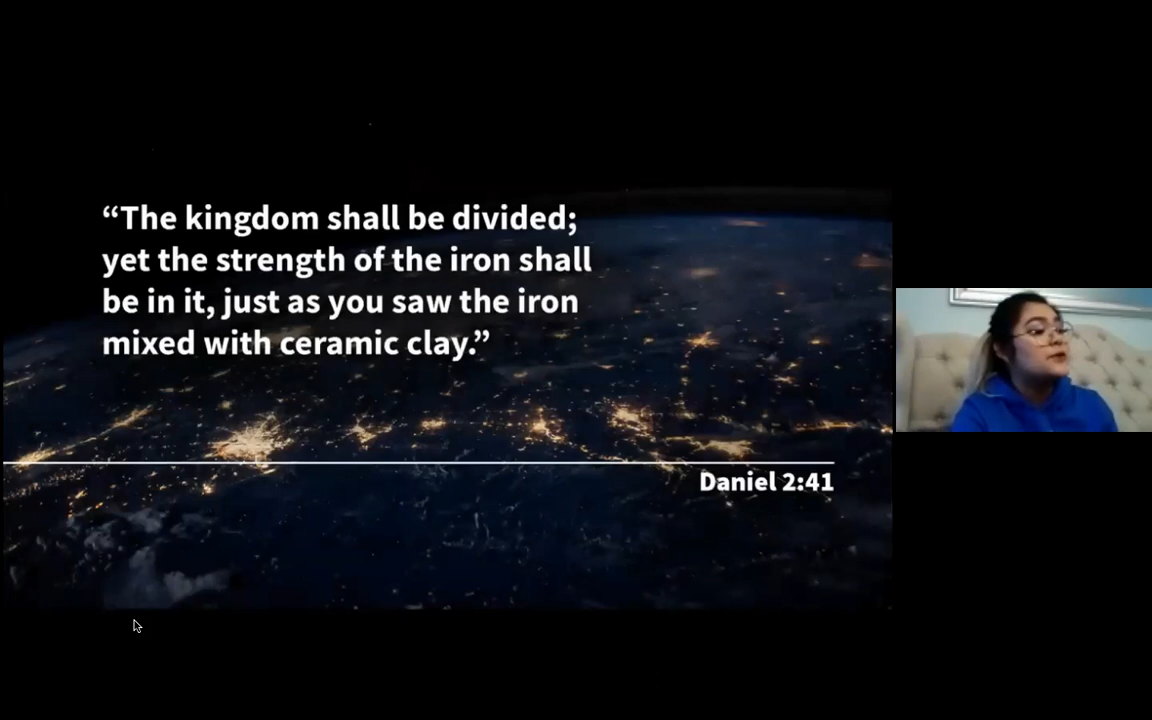 “The kingdom shall be divided;
yet the strength of the iron shall
be in it, just as you saw the iron
mixed with ceramic clay.”
Daniel 2:41